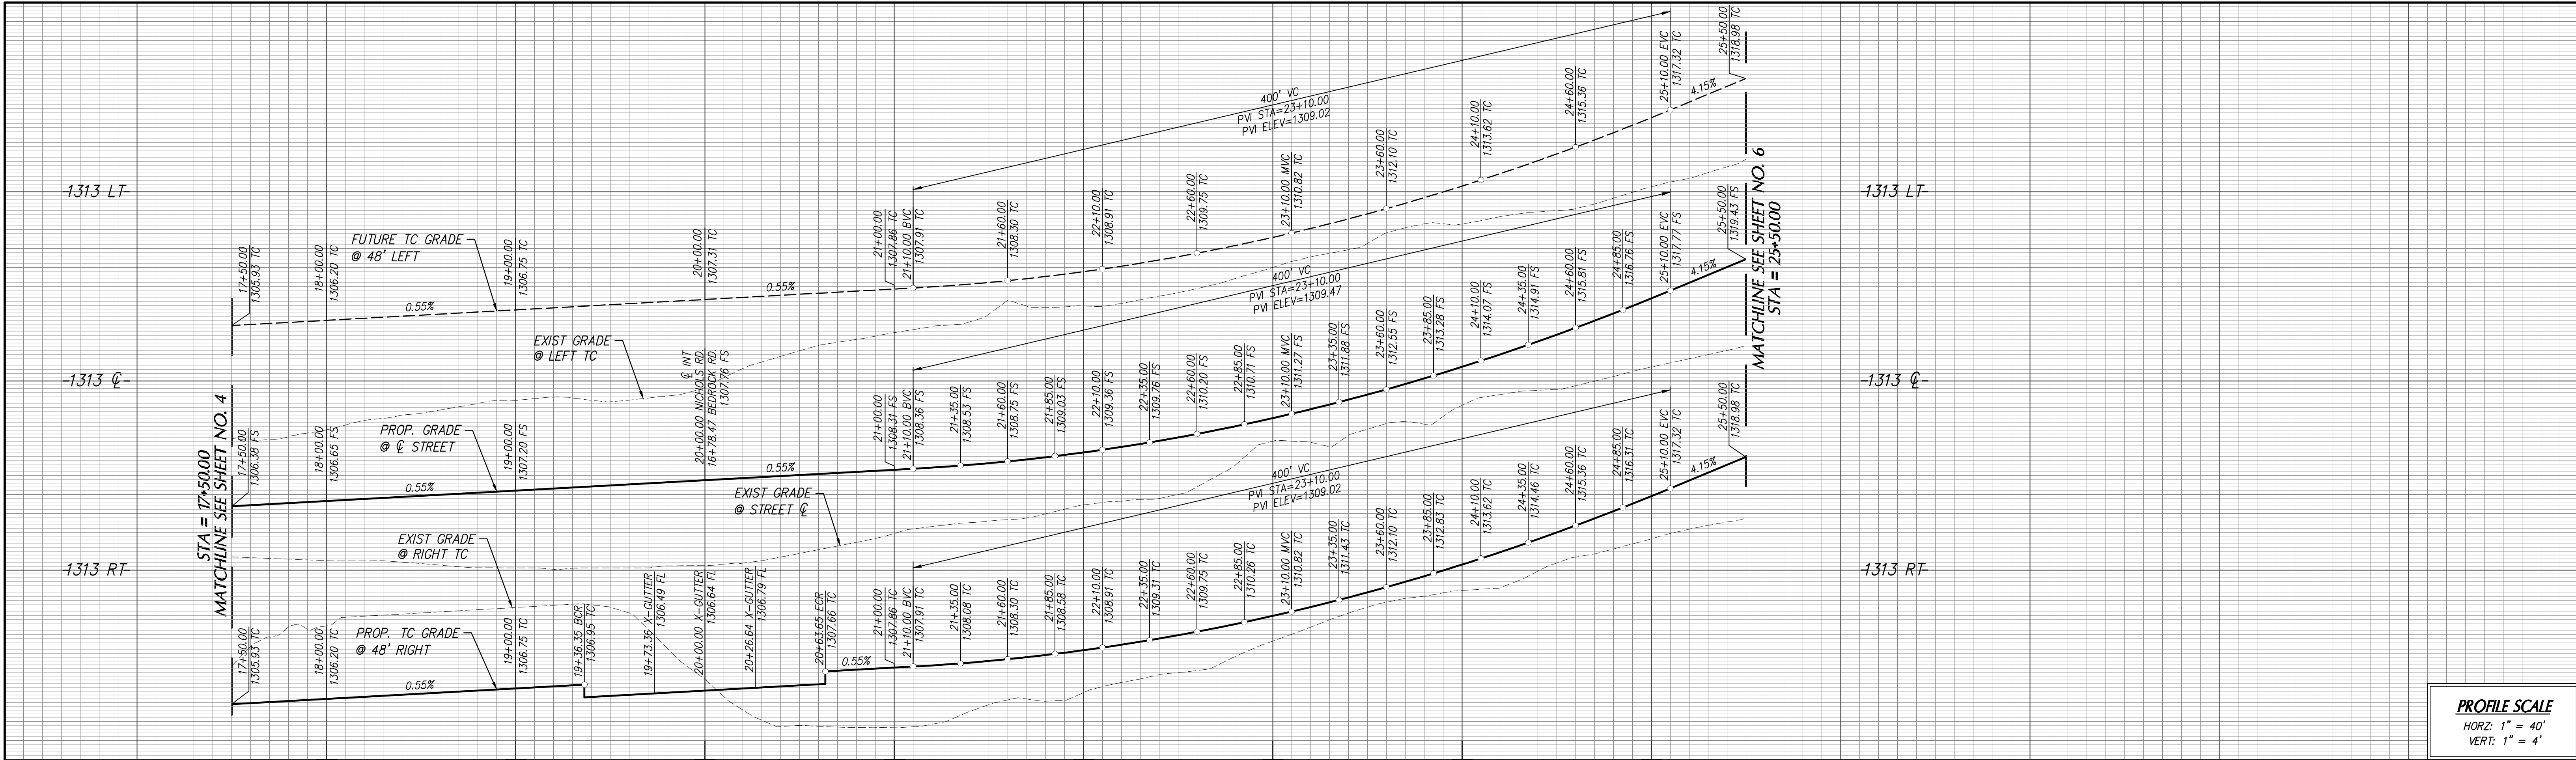 1313 LT
1313 ℄
1313 RT
1313 LT
1313 ℄
1313 RT
STA = 17+50.00
MATCHLINE SEE SHEET NO. 4
MATCHLINE SEE SHEET NO. 6
STA = 25+50.00
17+50.00
1305.93 TC
18+00.00
1306.20 TC
FUTURE TC GRADE
@ 48' LEFT
0.55%
19+00.00
1306.75 TC
20+00.00
1307.31 TC
0.55%
21+00.00
1307.86 TC
21+10.00 BVC
1307.91 TC
21+60.00
1308.30 TC
22+10.00
1308.91 TC
22+60.00
1309.75 TC
23+10.00 MVC
1310.82 TC
23+60.00
1312.10 TC
24+10.00
1313.62 TC
24+60.00
1315.36 TC
25+10.00 EVC
1317.32 TC
4.15%
25+50.00
1318.98 TC
400' VC
PVI STA=23+10.00
PVI ELEV=1309.02
EXIST GRADE
@ LEFT TC
17+50.00
1306.38 FS
18+00.00
1306.65 FS
PROP. GRADE
@ ℄ STREET
0.55%
19+00.00
1307.20 FS
℄ INT
20+00.00 NICHOLS RD.
16+78.47 BEDROCK RD.
1307.76 FS
0.55%
21+00.00
1308.31 FS
21+10.00 BVC
1308.36 FS
21+35.00
1308.53 FS
21+60.00
1308.75 FS
21+85.00
1309.03 FS
22+10.00
1309.36 FS
22+35.00
1309.76 FS
22+60.00
1310.20 FS
22+85.00
1310.71 FS
23+10.00 MVC
1311.27 FS
23+35.00
1311.88 FS
23+60.00
1312.55 FS
23+85.00
1313.28 FS
24+10.00
1314.07 FS
24+35.00
1314.91 FS
24+60.00
1315.81 FS
24+85.00
1316.76 FS
25+10.00 EVC
1317.77 FS
4.15%
25+50.00
1319.43 FS
400' VC
PVI STA=23+10.00
PVI ELEV=1309.47
EXIST GRADE
@ STREET ℄
EXIST GRADE
@ RIGHT TC
17+50.00
1305.93 TC
18+00.00
1306.20 TC
PROP. TC GRADE
@ 48' RIGHT
0.55%
19+00.00
1306.75 TC
19+36.35 BCR
1306.95 TC
19+73.36 X-GUTTER
1306.49 FL
20+00.00 X-GUTTER
1306.64 FL
20+26.64 X-GUTTER
1306.79 FL
20+63.65 ECR
1307.66 TC
0.55%
21+00.00
1307.86 TC
21+10.00 BVC
1307.91 TC
21+35.00
1308.08 TC
21+60.00
1308.30 TC
21+85.00
1308.58 TC
22+10.00
1308.91 TC
22+35.00
1309.31 TC
22+60.00
1309.75 TC
22+85.00
1310.26 TC
23+10.00 MVC
1310.82 TC
23+35.00
1311.43 TC
23+60.00
1312.10 TC
23+85.00
1312.83 TC
24+10.00
1313.62 TC
24+35.00
1314.46 TC
24+60.00
1315.36 TC
24+85.00
1316.31 TC
25+10.00 EVC
1317.32 TC
4.15%
25+50.00
1318.98 TC
400' VC
PVI STA=23+10.00
PVI ELEV=1309.02
PROFILE SCALE
HORZ: 1" = 40'
VERT: 1" = 4'